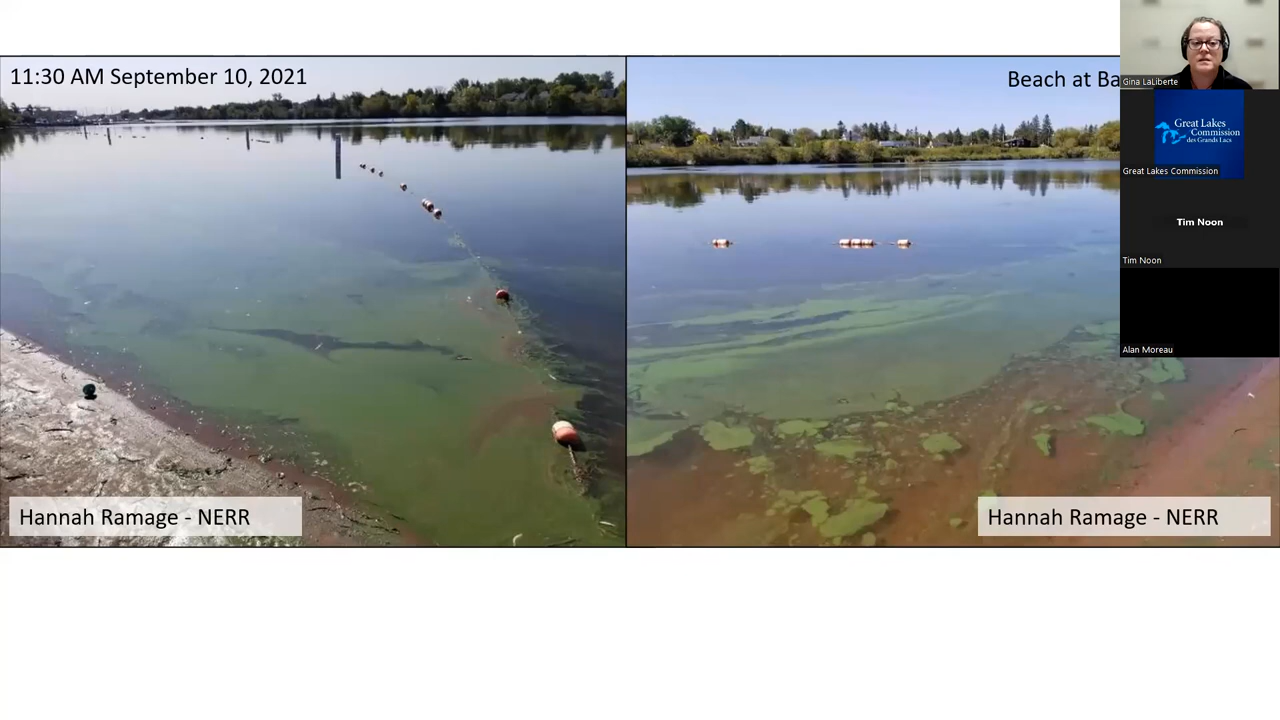 11:30 AM September 10, 2021
Beach at Ba
Hannah Ramage - NERR
Hannah Ramage - NERR
Gina LaLiberte
Great Lakes
Commission
des Grands Lacs
Great Lakes Commission
Tim Noon
Tim Noon
Alan Moreau